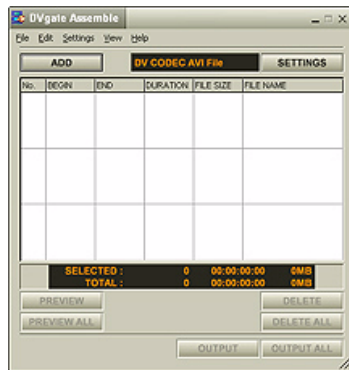 DVgate Assemble
File Edit Settings View Help
ADD DV CODEC AVI File SETTINGS
No. BEGIN END DURATION FILE SIZE FILE NAME
SELECTED : 0 00:00:00:00 0MB
TOTAL : 0 00:00:00:00 0MB
PREVIEW DELETE
PREVIEW ALL DELETE ALL
OUTPUT OUTPUT ALL